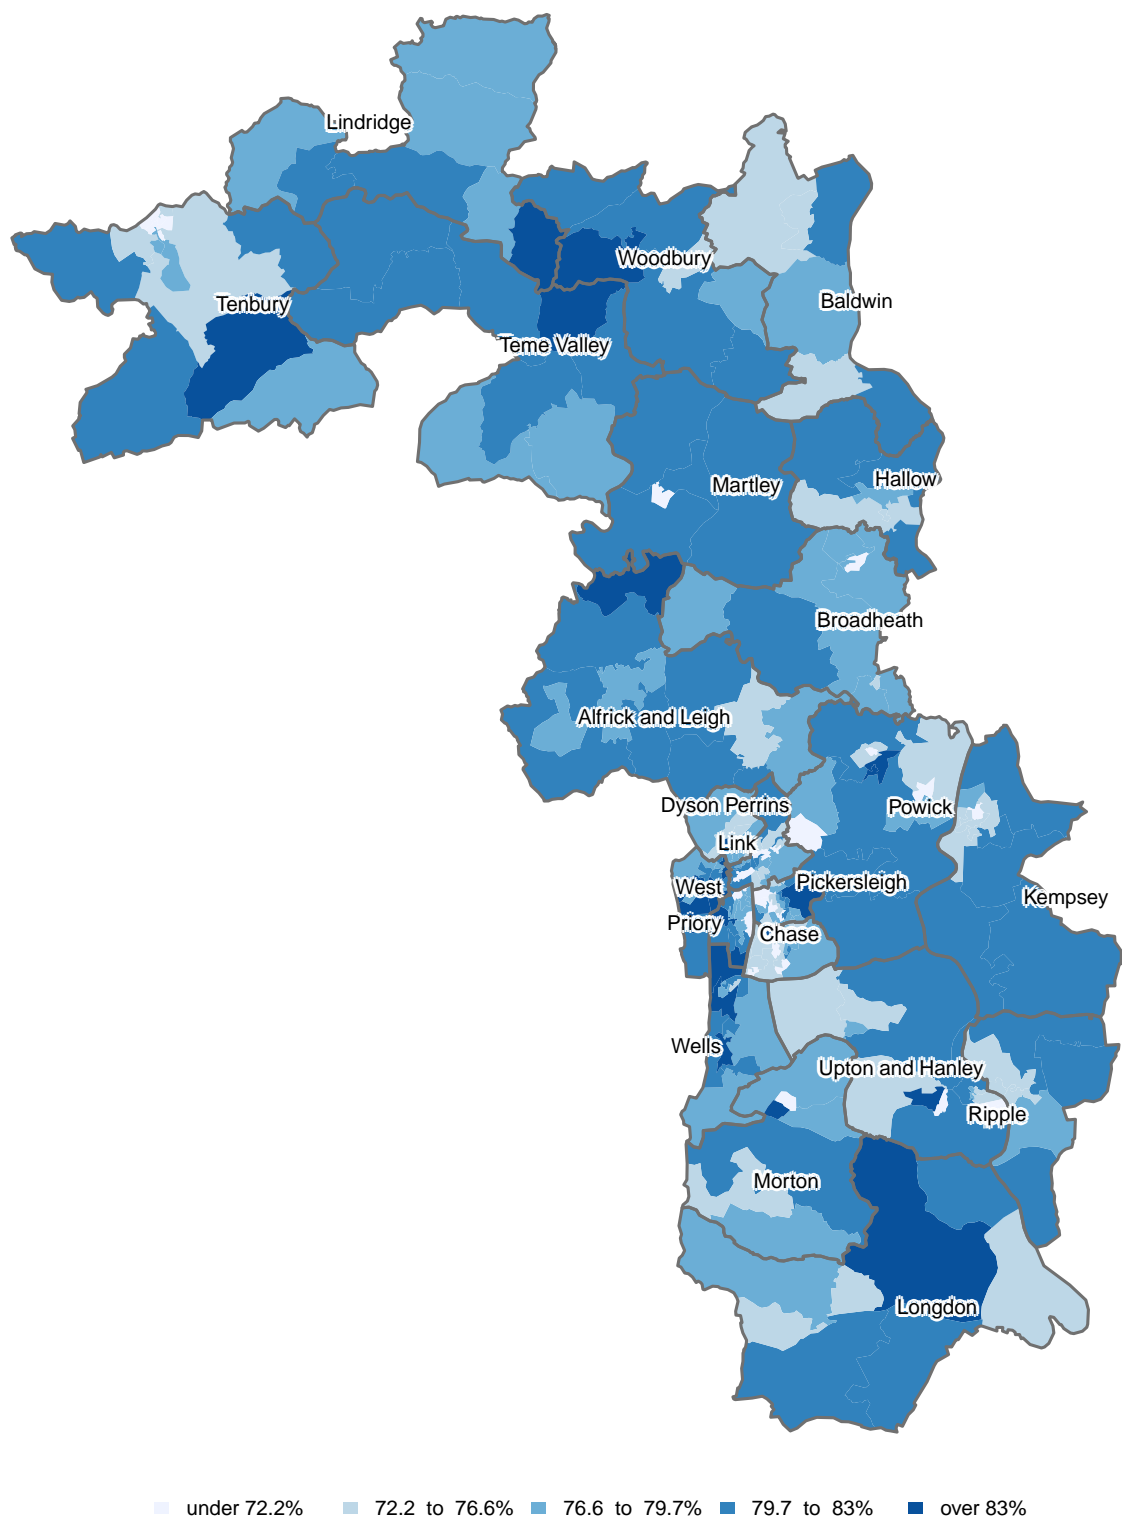 Lindridge
Woodbury
Tenbury
Baldwin
Teme Valley
Hallow
Martley
Broadheath
Alfrick and Leigh
Dyson Perrins
Powick
Link
Pickersleigh
West
Kempsey
Priory
Chase
Wells
Upton and Hanley
Ripple
Morton
Longdon
under 72.2% 72.2 to 76.6% 76.6 to 79.7% 79.7 to 83% over 83%